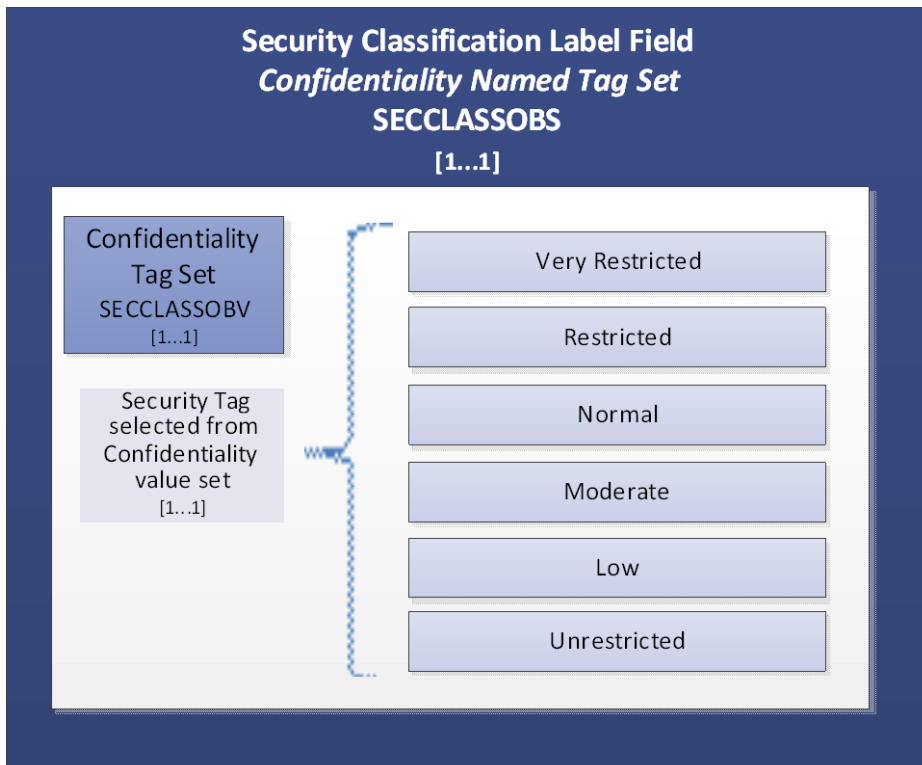 Security Classification Label Field
Confidentiality Named Tag Set
SECCLASSOBS
[1...1]
Confidentiality
Tag Set
SECCLASSOBV
[1...1]
Security Tag
selected from
Confidentiality
value set
[1...1]
Very Restricted
Restricted
Normal
Moderate
Low
Unrestricted